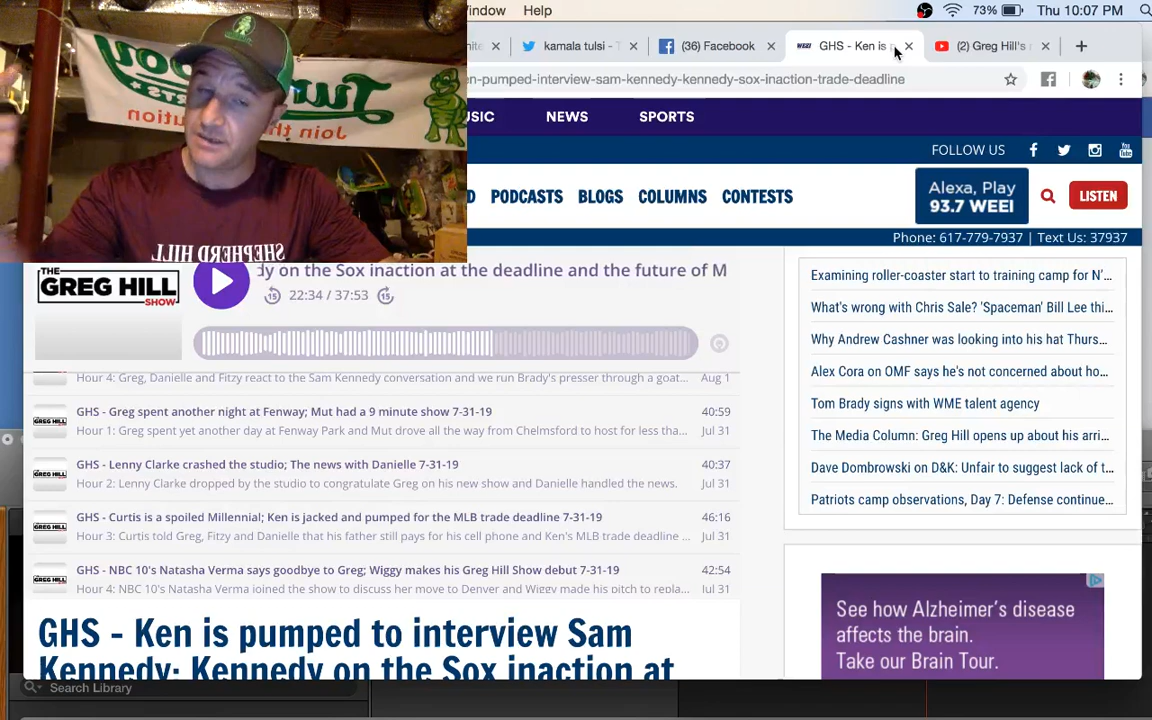 indow Help 73% Thu 10:07 PM
kamala tulsi - T (36) Facebook GHS - Ken is p (2) Greg Hill's
en-pumped-interview-sam-kennedy-kennedy-sox-inaction-trade-deadline
USIC NEWS SPORTS
FOLLOW US
PODCASTS BLOGS COLUMNS CONTESTS
Alexa, Play
93.7 WEEI
LISTEN
Phone: 617-779-7937 | Text Us: 37937
Turtle
Join the
SHEPHERD HILL
THE
GREG HILL
SHOW
dy on the Sox inaction at the deadline and the future of M
15 22:34 / 37:53 15
Hour 4: Greg, Danielle and Fitzy react to the Sam Kennedy conversation and we run Brady's presser through a goat... Aug 1
GHS - Greg spent another night at Fenway; Mut had a 9 minute show 7-31-19 40:59
Hour 1: Greg spent yet another day at Fenway Park and Mut drove all the way from Chelmsford to host for less tha... Jul 31
GHS - Lenny Clarke crashed the studio; The news with Danielle 7-31-19 40:37
Hour 2: Lenny Clarke dropped by the studio to congratulate Greg on his new show and Danielle handled the news. Jul 31
GHS - Curtis is a spoiled Millennial; Ken is jacked and pumped for the MLB trade deadline 7-31-19 46:16
Hour 3: Curtis told Greg, Fitzy and Danielle that his father still pays for his cell phone and Ken's MLB trade deadline ... Jul 31
GHS - NBC 10's Natasha Verma says goodbye to Greg; Wiggy makes his Greg Hill Show debut 7-31-19 42:54
Hour 4: NBC 10's Natasha Verma joined the show to discuss her move to Denver and Wiggy made his pitch to repla... Jul 31
GHS - Ken is pumped to interview Sam
Kennedy; Kennedy on the Sox inaction at
Examining roller-coaster start to training camp for N'...
What's wrong with Chris Sale? 'Spaceman' Bill Lee thi...
Why Andrew Cashner was looking into his hat Thurs...
Alex Cora on OMF says he's not concerned about ho...
Tom Brady signs with WME talent agency
The Media Column: Greg Hill opens up about his arri...
Dave Dombrowski on D&K: Unfair to suggest lack of t...
Patriots camp observations, Day 7: Defense continue...
See how Alzheimer's disease
affects the brain.
Take our Brain Tour.
Search Library